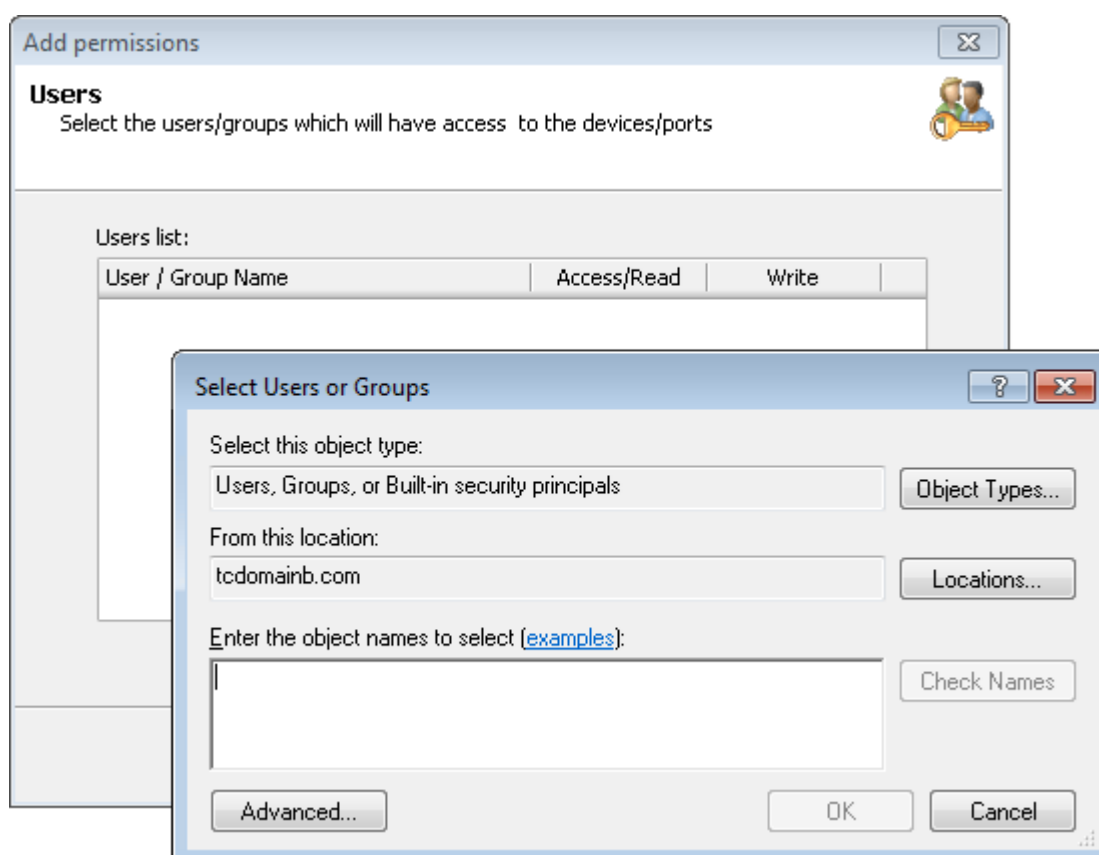 Add permissions
Users
Select the users/groups which will have access to the devices/ports
Users list:
User / Group Name Access/Read Write
Select Users or Groups
Select this object type:
Users, Groups, or Built-in security principals Object Types...
From this location:
tcdomainb.com Locations...
Enter the object names to select (examples):
Check Names
Advanced... OK Cancel